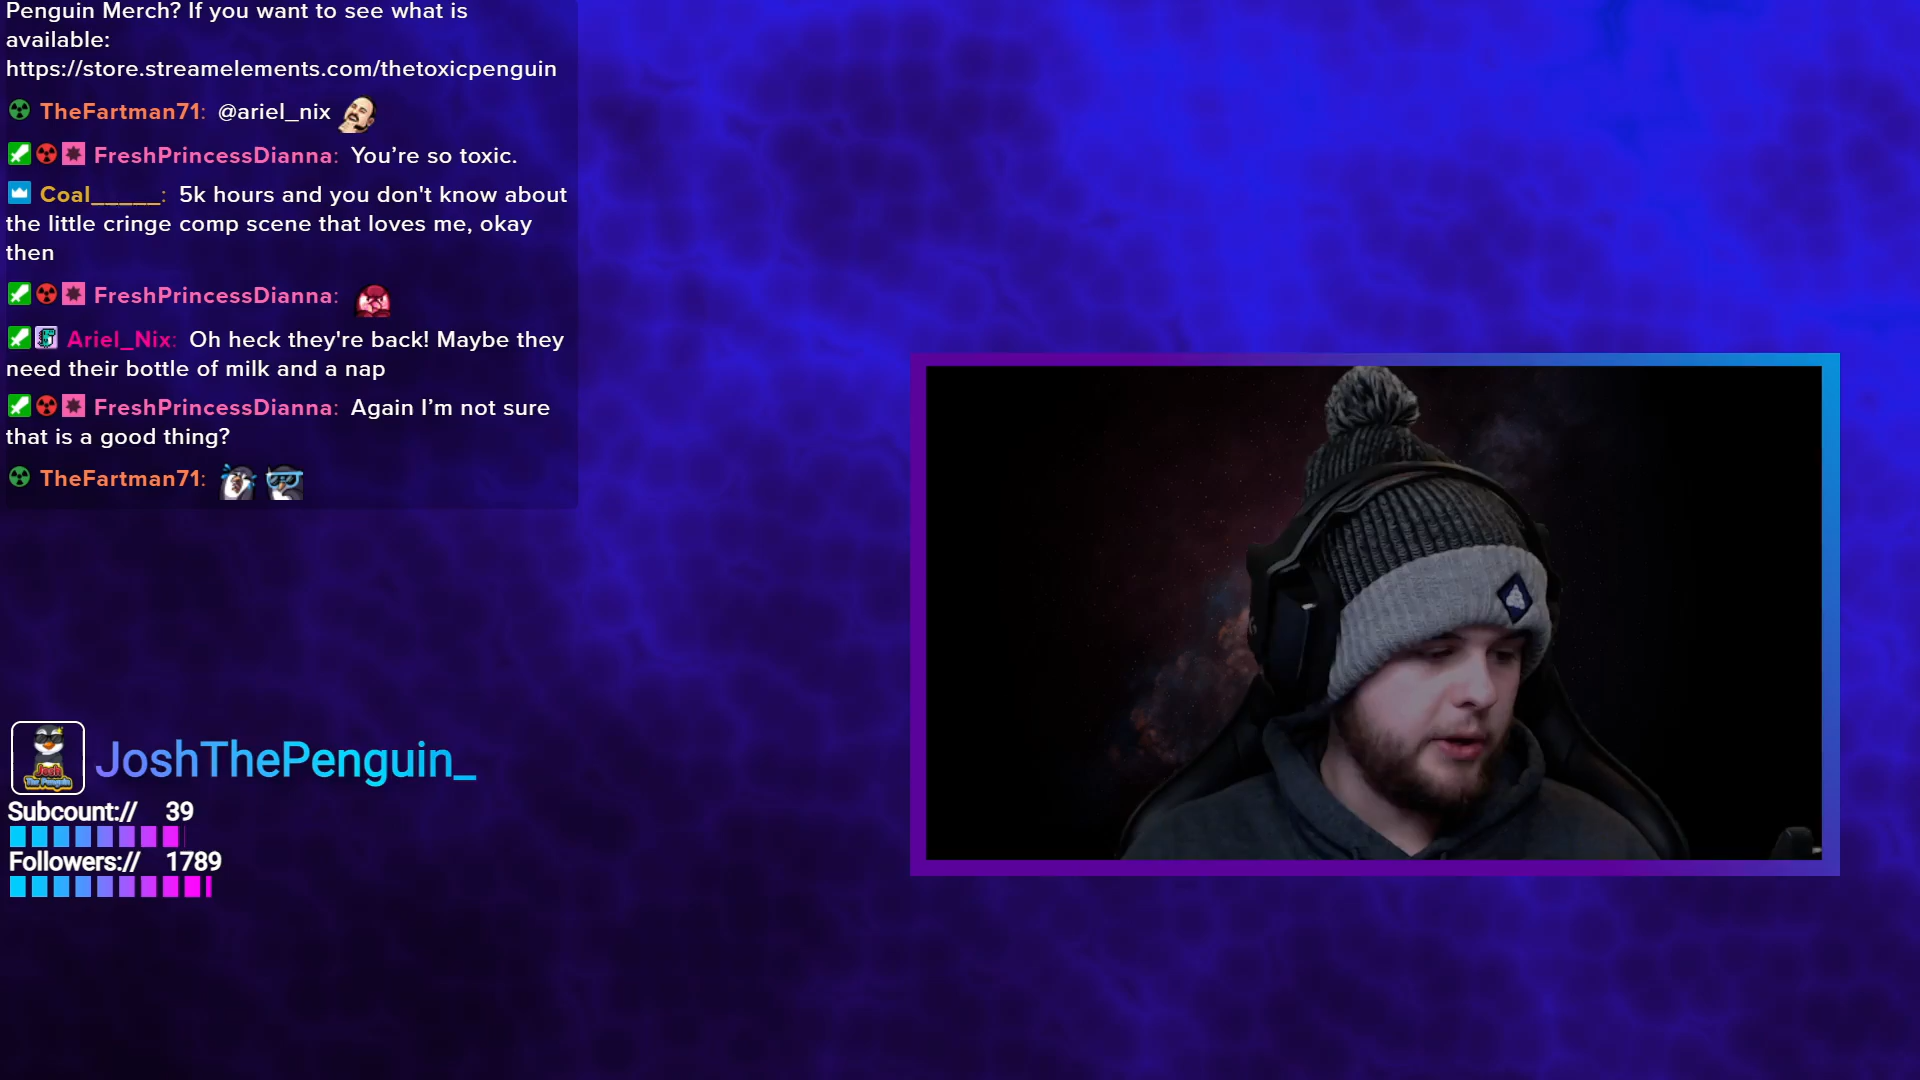 Penguin Merch? If you want to see what is
available:
https://store.streamelements.com/thetoxicpenguin
TheFartman71: @ariel_nix
FreshPrincessDianna: You’re so toxic.
Coal_____: 5k hours and you don't know about
the little cringe comp scene that loves me, okay
then
FreshPrincessDianna:
Ariel_Nix: Oh heck they're back! Maybe they
need their bottle of milk and a nap
FreshPrincessDianna: Again I’m not sure
that is a good thing?
TheFartman71:
Josh
The Penguin
JoshThePenguin_
Subcount:// 39
Followers:// 1789